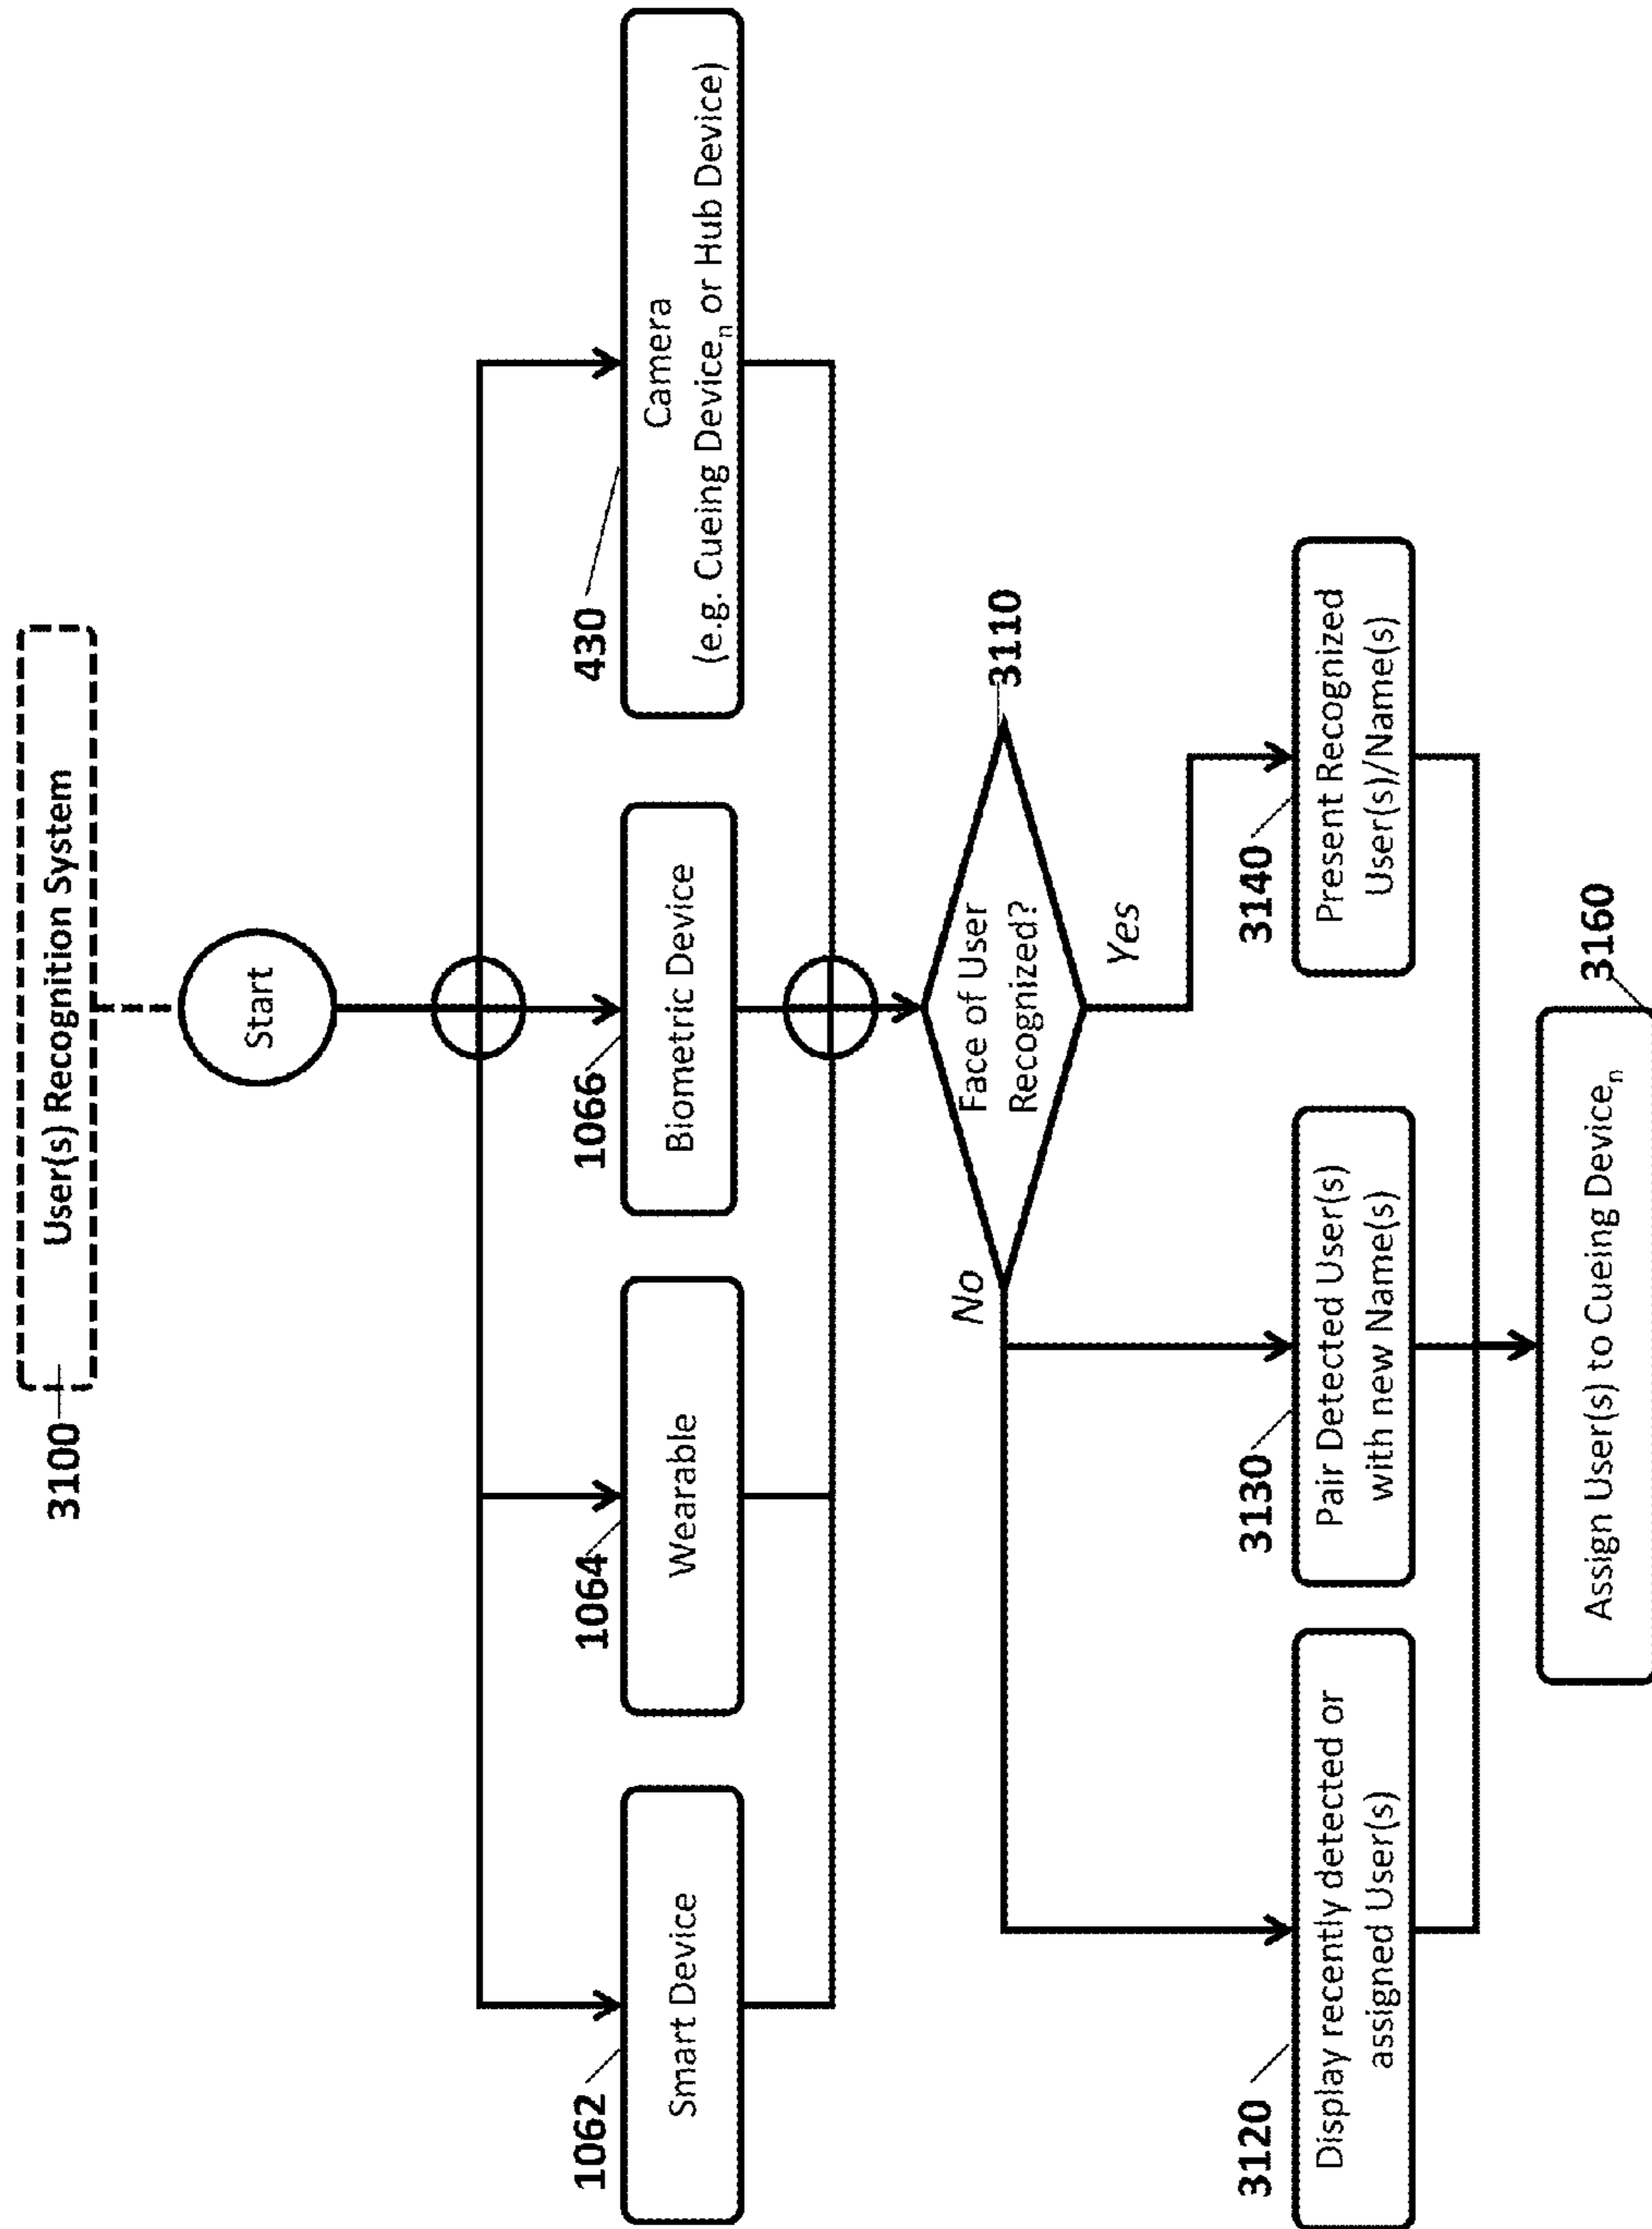 3100
User(s) Recognition System
Start
1062
Smart Device
1064
Wearable
1066
Biometric Device
430
Camera
(e.g. Cueing Deviceₙ or Hub Device)
3110
Face of User
Recognized?
No
Yes
3120
Display recently detected or
assigned User(s)
3130
Pair Detected User(s)
with new Name(s)
3140
Present Recognized
User(s)/Name(s)
3160
Assign User(s) to Cueing Deviceₙ